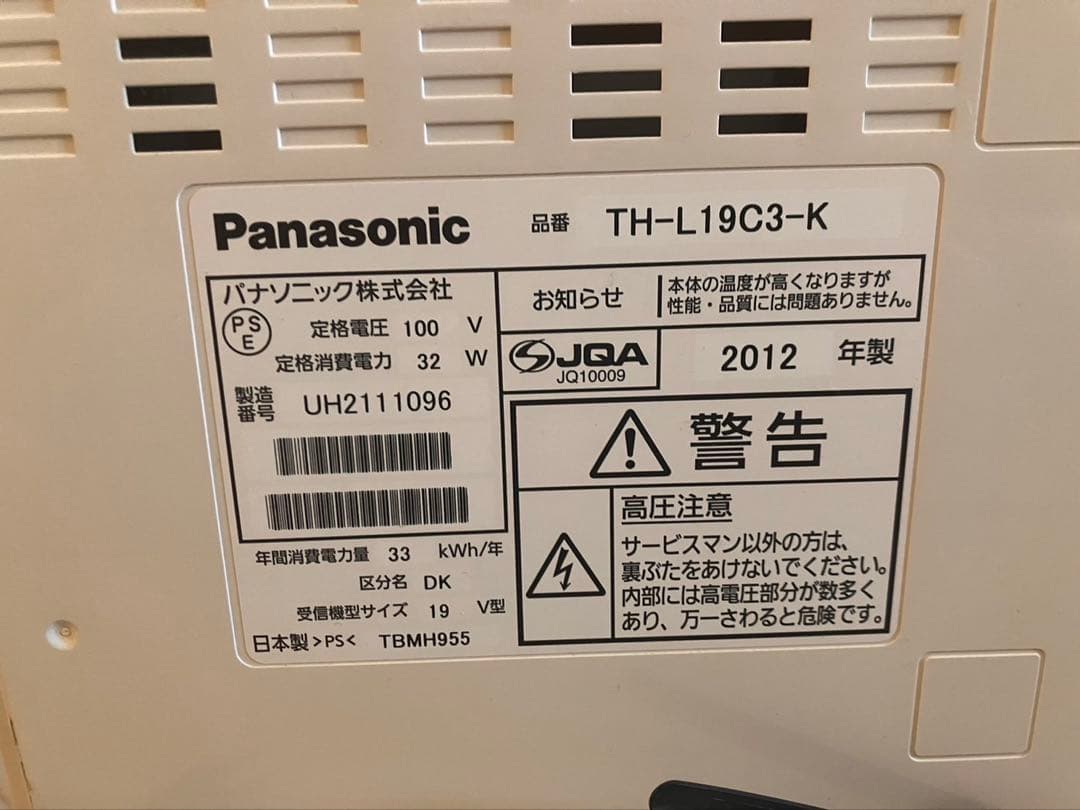 Panasonic 品番 TH-L19C3-K
パナソニック株式会社
PSE 定格電圧 100 V
定格消費電力 32 W
製造番号 UH2111096
お知らせ
本体の温度が高くなりますが
性能・品質には問題ありません。
JQA
JQ10009
2012 年製
警告
高圧注意
サービスマン以外の方は、
裏ぶたをあけないでください。
内部には高電圧部分が数多く
あり、万一さわると危険です。
年間消費電力量 33 kWh/年
区分名 DK
受信機型サイズ 19 V型
日本製 >PS< TBMH955